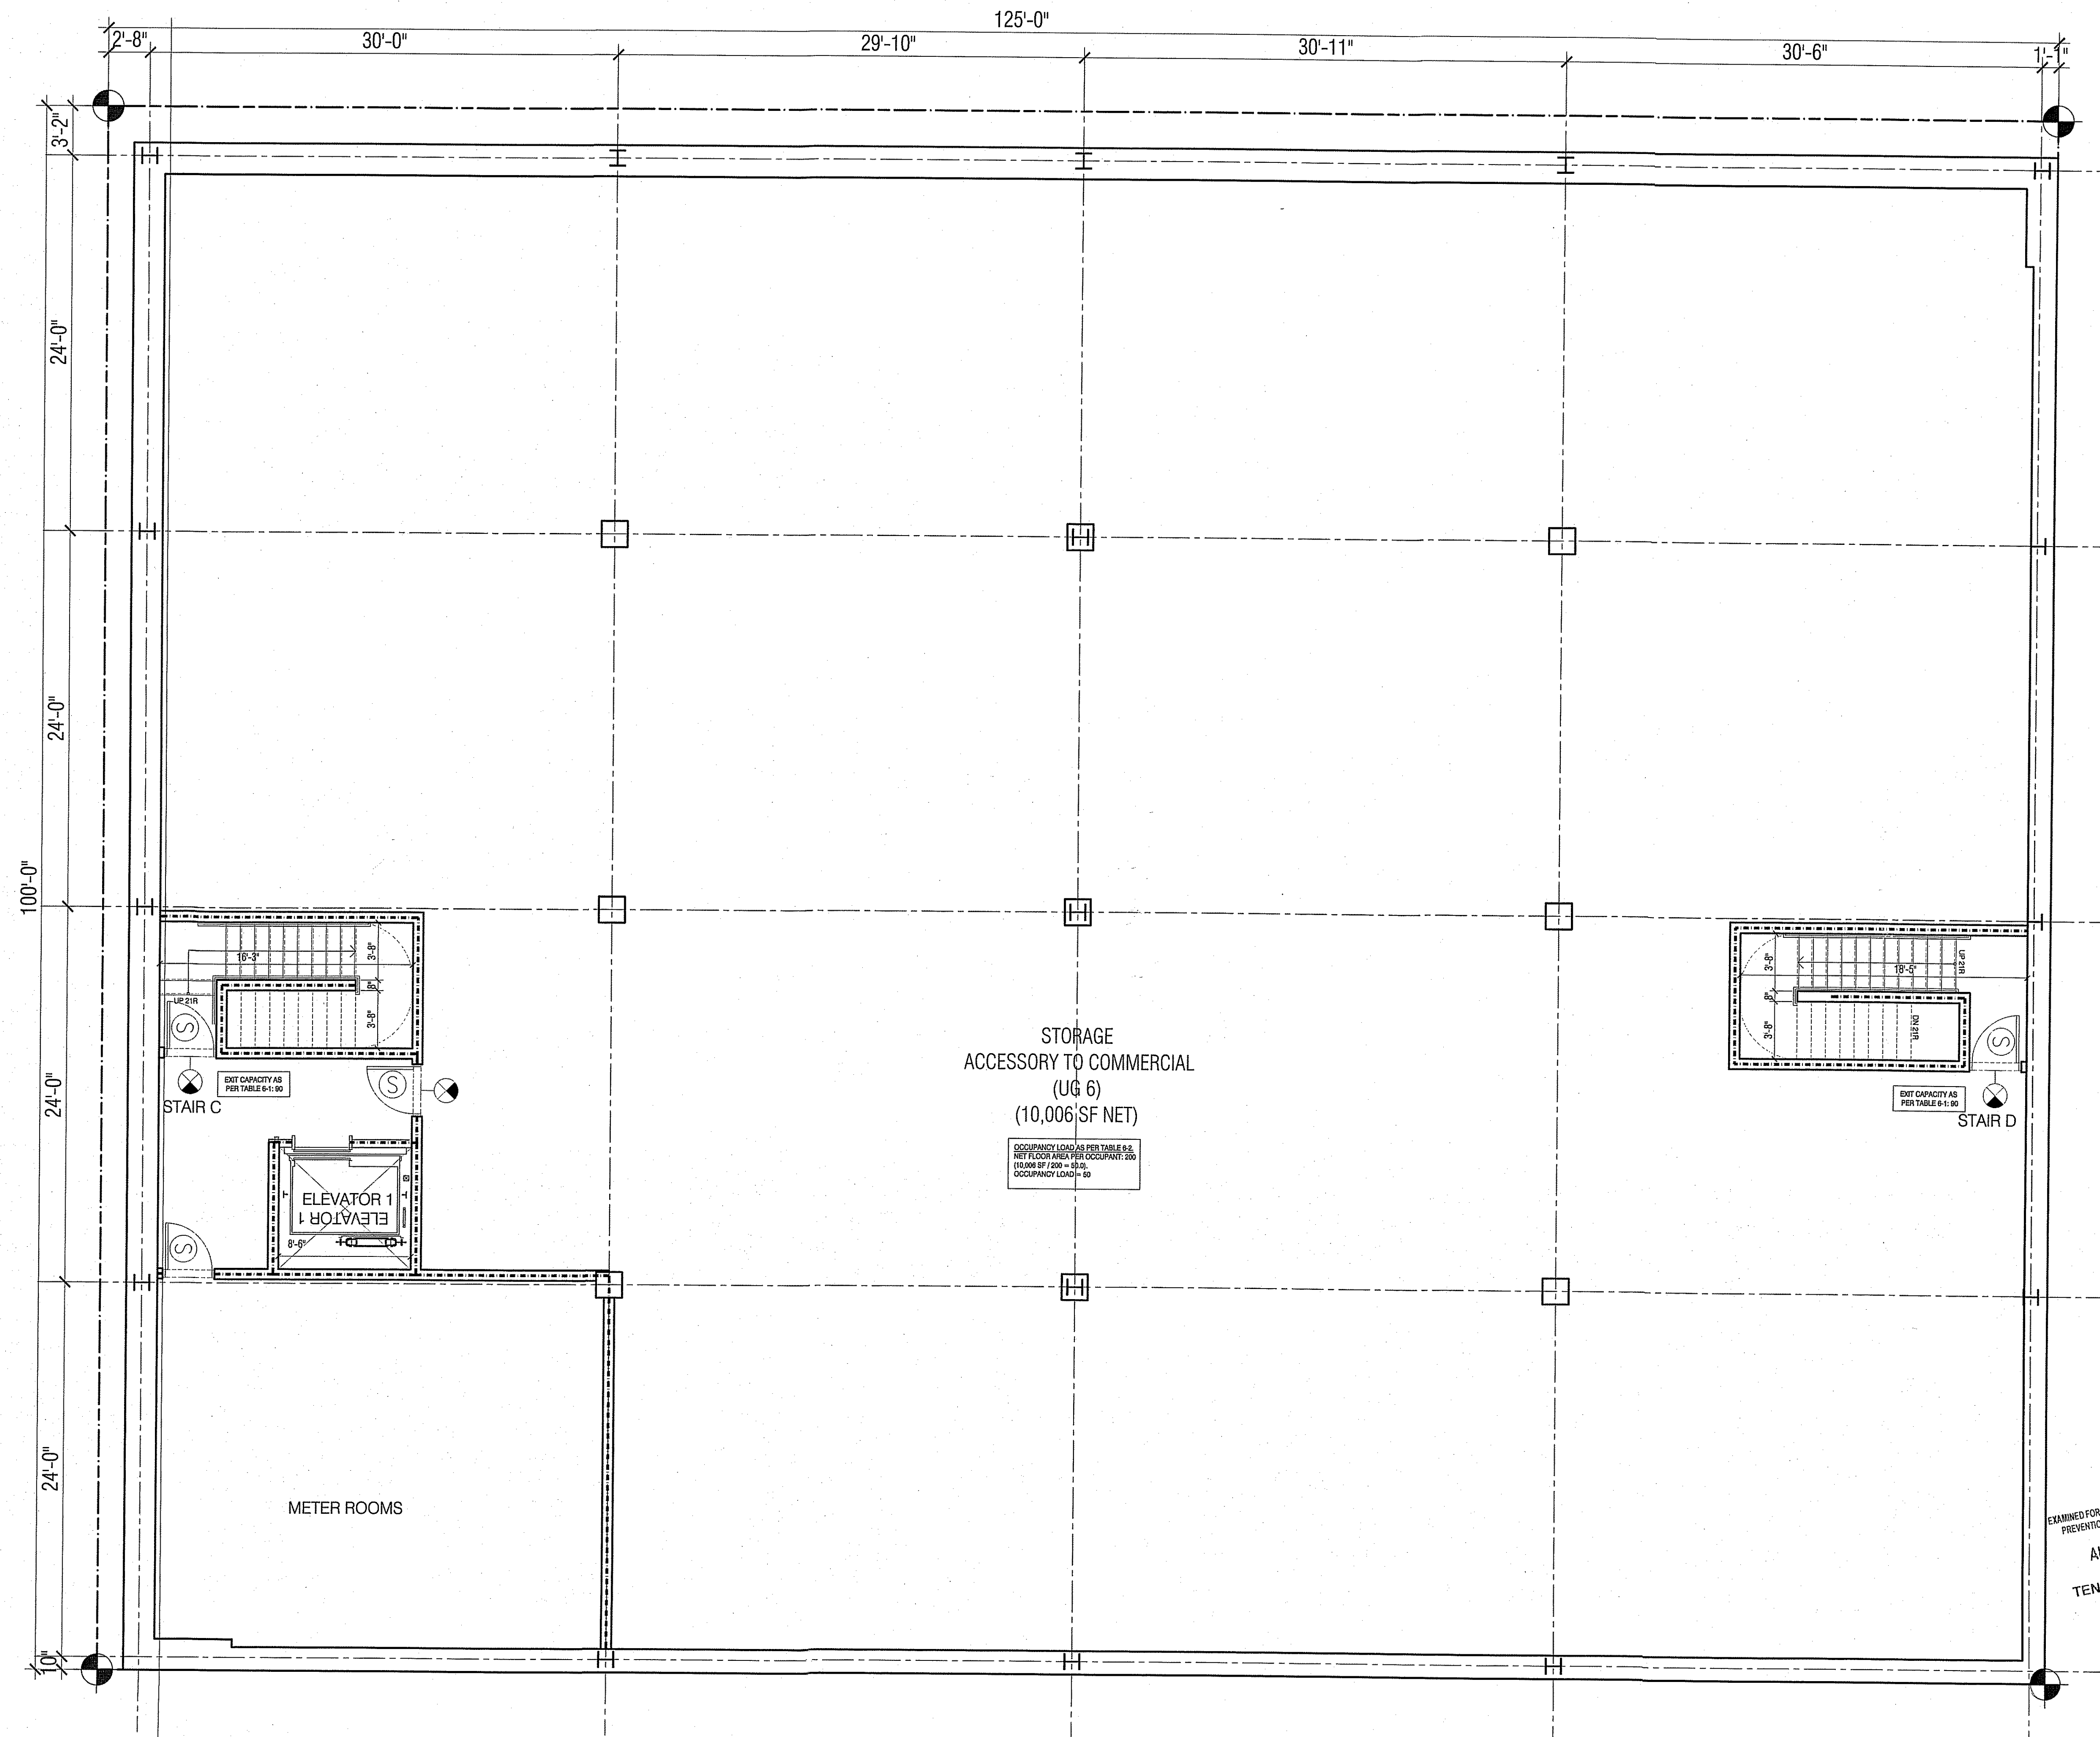 125'-0"
2'-8"
30'-0"
29'-10"
30'-11"
30'-6"
1'-1"
3'-2"
24'-0"
24'-0"
100'-0"
24'-0"
24'-0"
10"
16'-3"
3'-8"
8"
3'-8"
UP 21R
S
EXIT CAPACITY AS
PER TABLE 6-1: 90
STAIR C
S
ELEVATOR 1
ELEVATOR 1
8'-6"
S
METER ROOMS
STORAGE
ACCESSORY TO COMMERCIAL
(UG 6)
(10,006 SF NET)
OCCUPANCY LOAD AS PER TABLE 6-2.
NET FLOOR AREA PER OCCUPANT: 200
(10,006 SF / 200 = 50.0).
OCCUPANCY LOAD = 50
3'-8"
8"
3'-8"
18'-5"
UP 21R
DN 21R
S
EXIT CAPACITY AS
PER TABLE 6-1: 90
STAIR D
EXAMINED FOR